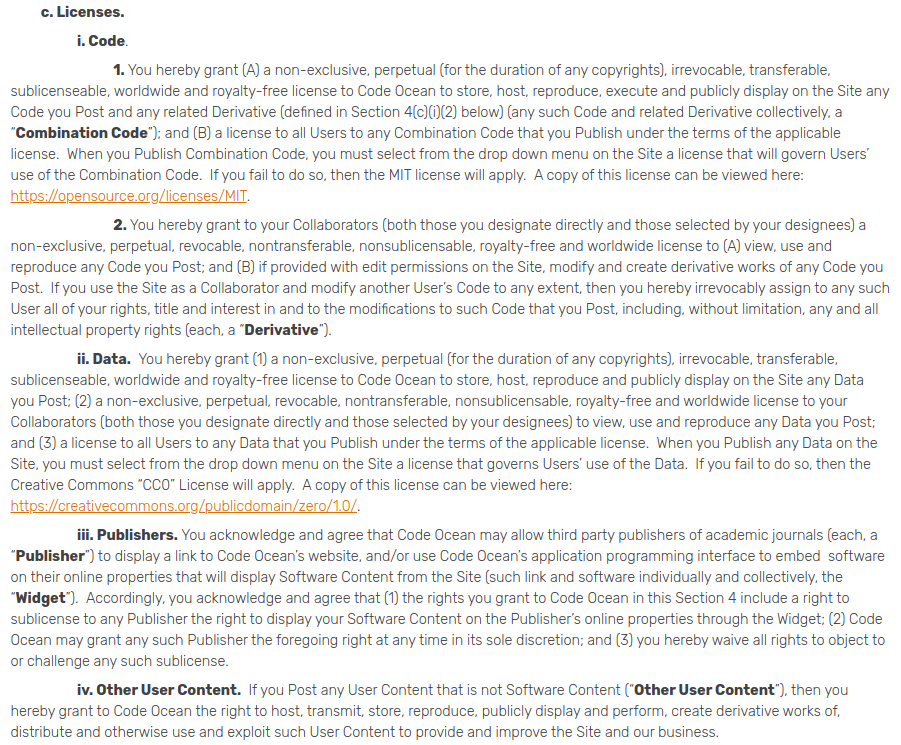 c. Licenses.
i. Code.
1. You hereby grant (A) a non-exclusive, perpetual (for the duration of any copyrights), irrevocable, transferable,
sublicenseable, worldwide and royalty-free license to Code Ocean to store, host, reproduce, execute and publicly display on the Site any
Code you Post and any related Derivative (defined in Section 4(c)(i)(2) below) (any such Code and related Derivative collectively, a
“Combination Code”); and (B) a license to all Users to any Combination Code that you Publish under the terms of the applicable
license.  When you Publish Combination Code, you must select from the drop down menu on the Site a license that will govern Users’
use of the Combination Code.  If you fail to do so, then the MIT license will apply.  A copy of this license can be viewed here:
https://opensource.org/licenses/MIT.
2. You hereby grant to your Collaborators (both those you designate directly and those selected by your designees) a
non-exclusive, perpetual, revocable, nontransferable, nonsublicensable, royalty-free and worldwide license to (A) view, use and
reproduce any Code you Post; and (B) if provided with edit permissions on the Site, modify and create derivative works of any Code you
Post.  If you use the Site as a Collaborator and modify another User’s Code to any extent, then you hereby irrevocably assign to any such
User all of your rights, title and interest in and to the modifications to such Code that you Post, including, without limitation, any and all
intellectual property rights (each, a “Derivative”).
ii. Data.  You hereby grant (1) a non-exclusive, perpetual (for the duration of any copyrights), irrevocable, transferable,
sublicenseable, worldwide and royalty-free license to Code Ocean to store, host, reproduce and publicly display on the Site any Data
you Post; (2) a non-exclusive, perpetual, revocable, nontransferable, nonsublicensable, royalty-free and worldwide license to your
Collaborators (both those you designate directly and those selected by your designees) to view, use and reproduce any Data you Post;
and (3) a license to all Users to any Data that you Publish under the terms of the applicable license.  When you Publish any Data on the
Site, you must select from the drop down menu on the Site a license that governs Users’ use of the Data.  If you fail to do so, then the
Creative Commons “CC0” License will apply.  A copy of this license can be viewed here:
https://creativecommons.org/publicdomain/zero/1.0/.
iii. Publishers. You acknowledge and agree that Code Ocean may allow third party publishers of academic journals (each, a
“Publisher”) to display a link to Code Ocean’s website, and/or use Code Ocean’s application programming interface to embed  software
on their online properties that will display Software Content from the Site (such link and software individually and collectively, the
“Widget”).  Accordingly, you acknowledge and agree that (1) the rights you grant to Code Ocean in this Section 4 include a right to
sublicense to any Publisher the right to display your Software Content on the Publisher’s online properties through the Widget; (2) Code
Ocean may grant any such Publisher the foregoing right at any time in its sole discretion; and (3) you hereby waive all rights to object to
or challenge any such sublicense.
iv. Other User Content.  If you Post any User Content that is not Software Content (“Other User Content”), then you
hereby grant to Code Ocean the right to host, transmit, store, reproduce, publicly display and perform, create derivative works of,
distribute and otherwise use and exploit such User Content to provide and improve the Site and our business.